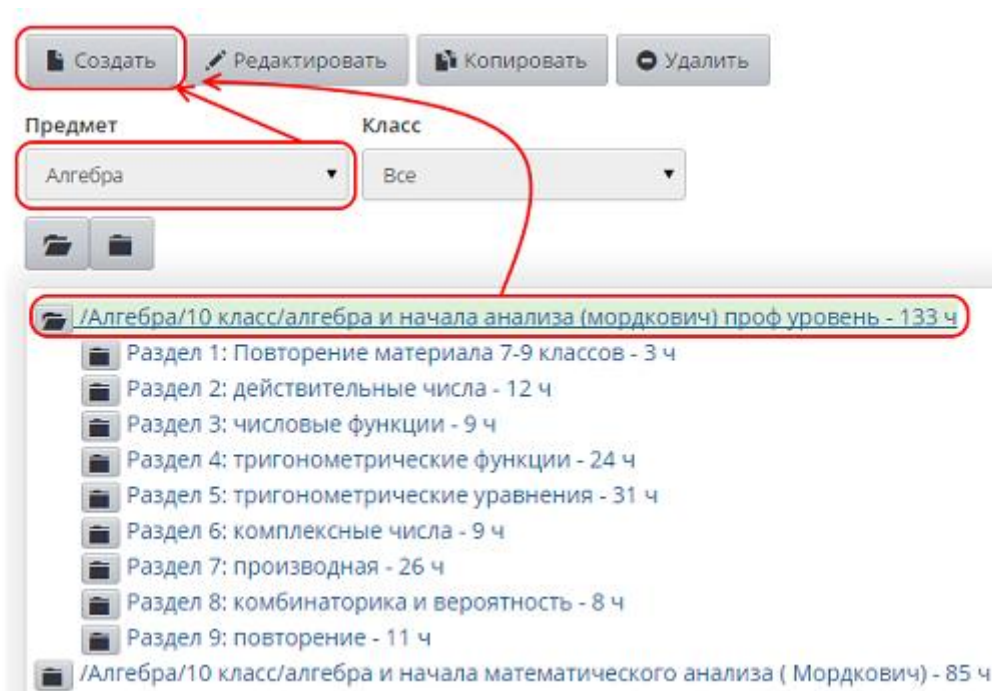 Создать Редактировать Копировать Удалить
Предмет Класс
Алгебра Все
/Алгебра/10 класс/алгебра и начала анализа (мордкович) проф уровень - 133 ч
Раздел 1: Повторение материала 7-9 классов - 3 ч
Раздел 2: действительные числа - 12 ч
Раздел 3: числовые функции - 9 ч
Раздел 4: тригонометрические функции - 24 ч
Раздел 5: тригонометрические уравнения - 31 ч
Раздел 6: комплексные числа - 9 ч
Раздел 7: производная - 26 ч
Раздел 8: комбинаторика и вероятность - 8 ч
Раздел 9: повторение - 11 ч
/Алгебра/10 класс/алгебра и начала математического анализа ( Мордкович) - 85 ч